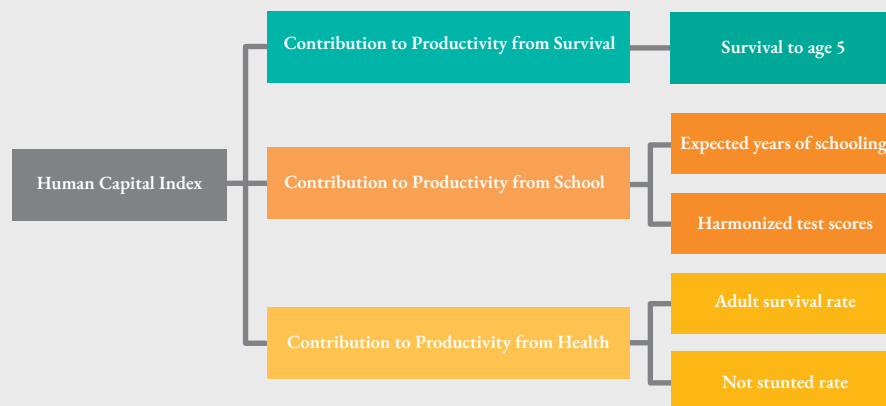 Contribution to Productivity from Survival
Survival to age 5
Expected years of schooling
Human Capital Index
Contribution to Productivity from School
Harmonized test scores
Adult survival rate
Contribution to Productivity from Health
Not stunted rate